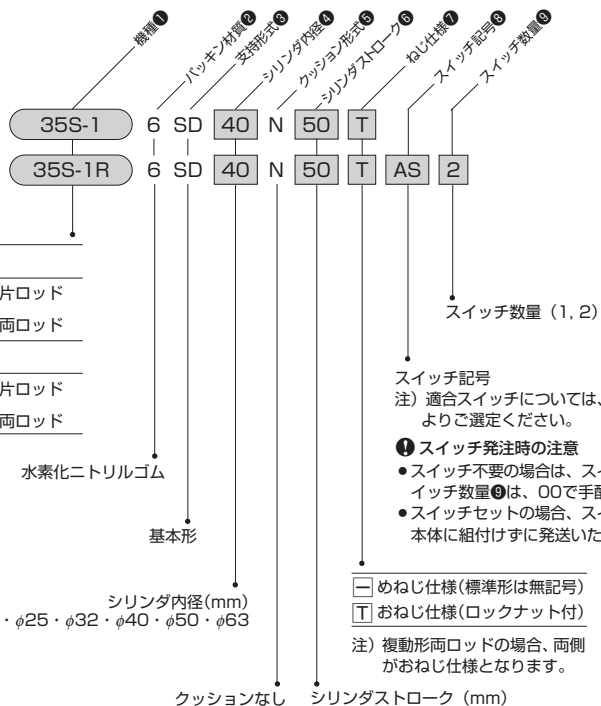 機種❶
パッキン材質❷
支持形式❸
シリンダ内径❹
クッション形式❺
シリンダストローク❻
ねじ仕様❼
スイッチ記号❽
スイッチ数量❾
35S-1 6 SD 40 N 50 T
35S-1R 6 SD 40 N 50 T AS 2
片ロッド
両ロッド
片ロッド
両ロッド
スイッチ数量（1, 2）
スイッチ記号
注）適合スイッチについては、
よりご選定ください。
スイッチ発注時の注意
●スイッチ不要の場合は、スイ
イッチ数量❾は、00で手配
●スイッチセットの場合、スイ
本体に組付けずに発送いた
水素化ニトリルゴム
基本形
シリンダ内径(mm)
・φ25・φ32・φ40・φ50・φ63
− めねじ仕様(標準形は無記号)
T おねじ仕様(ロックナット付)
注）複動形両ロッドの場合、両側
がおねじ仕様となります。
クッションなし
シリンダストローク（mm）